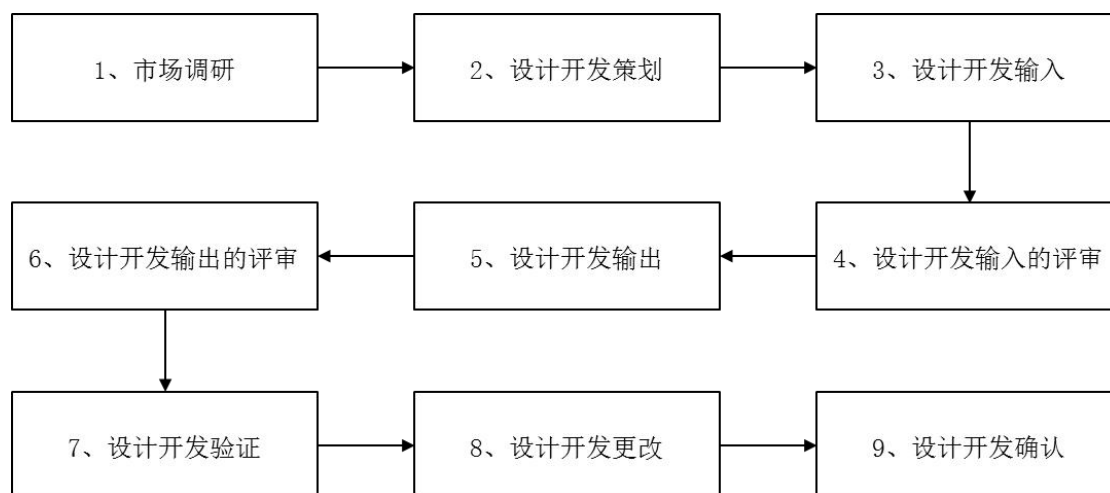 1、市场调研
2、设计开发策划
3、设计开发输入
4、设计开发输入的评审
5、设计开发输出
6、设计开发输出的评审
7、设计开发验证
8、设计开发更改
9、设计开发确认